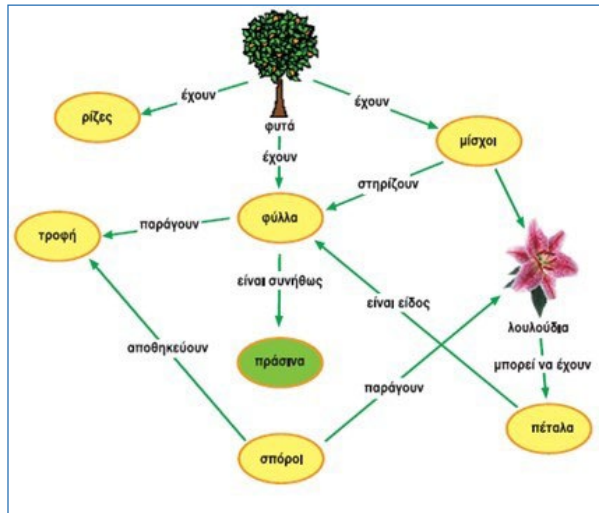 έχουν
έχουν
ρίζες
φυτά
μίσχοι
έχουν
στηρίζουν
φύλλα
παράγουν
τροφή
είναι συνήθως
είναι είδος
λουλούδια
αποθηκεύουν
πράσινα
μπορεί να έχουν
παράγουν
πέταλα
σπόροι